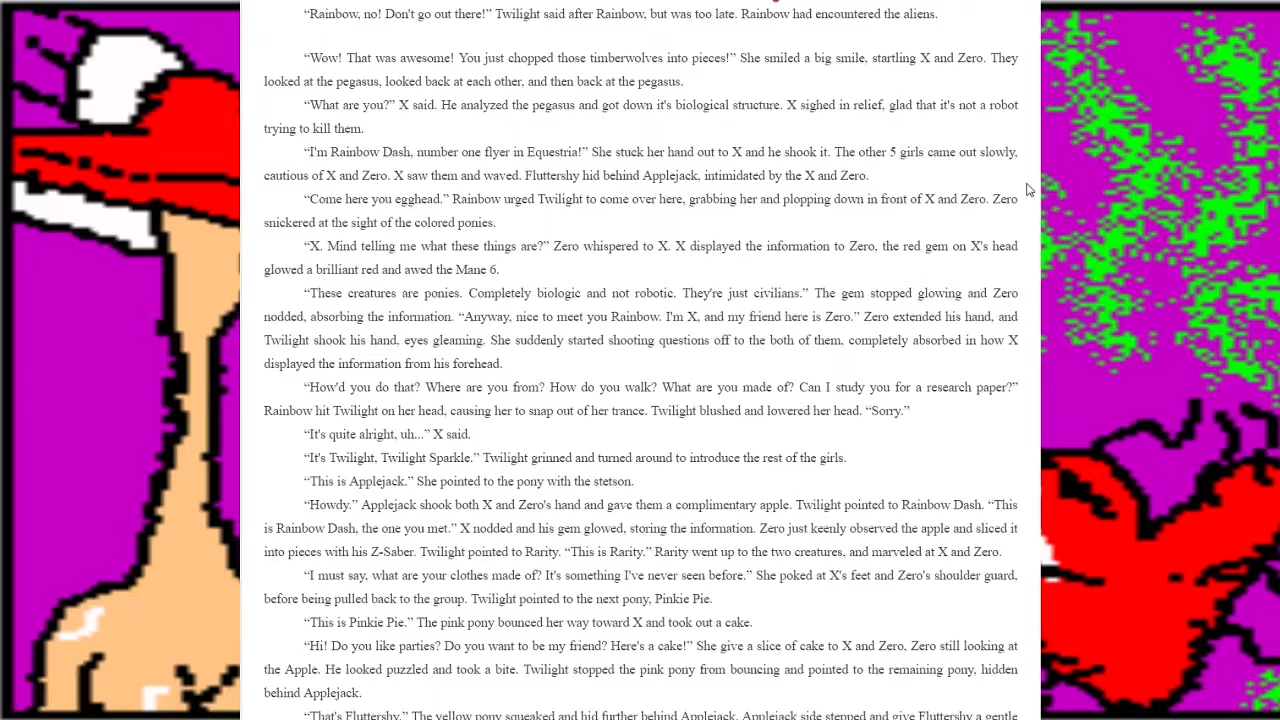 “Rainbow, no! Don't go out there!” Twilight said after Rainbow, but was too late. Rainbow had encountered the aliens.
“Wow! That was awesome! You just chopped those timberwolves into pieces!” She smiled a big smile, startling X and Zero. They
looked at the pegasus, looked back at each other, and then back at the pegasus.
“What are you?” X said. He analyzed the pegasus and got down it's biological structure. X sighed in relief, glad that it's not a robot
trying to kill them.
“I'm Rainbow Dash, number one flyer in Equestria!” She stuck her hand out to X and he shook it. The other 5 girls came out slowly,
cautious of X and Zero. X saw them and waved. Fluttershy hid behind Applejack, intimidated by the X and Zero.
“Come here you egghead.” Rainbow urged Twilight to come over here, grabbing her and plopping down in front of X and Zero. Zero
snickered at the sight of the colored ponies.
“X. Mind telling me what these things are?” Zero whispered to X. X displayed the information to Zero, the red gem on X's head
glowed a brilliant red and awed the Mane 6.
“These creatures are ponies. Completely biologic and not robotic. They're just civilians.” The gem stopped glowing and Zero
nodded, absorbing the information. “Anyway, nice to meet you Rainbow. I'm X, and my friend here is Zero.” Zero extended his hand, and
Twilight shook his hand, eyes gleaming. She suddenly started shooting questions off to the both of them, completely absorbed in how X
displayed the information from his forehead.
“How'd you do that? Where are you from? How do you walk? What are you made of? Can I study you for a research paper?”
Rainbow hit Twilight on her head, causing her to snap out of her trance. Twilight blushed and lowered her head. “Sorry.”
“It's quite alright, uh...” X said.
“It's Twilight, Twilight Sparkle.” Twilight grinned and turned around to introduce the rest of the girls.
“This is Applejack.” She pointed to the pony with the stetson.
“Howdy.” Applejack shook both X and Zero's hand and gave them a complimentary apple. Twilight pointed to Rainbow Dash. “This
is Rainbow Dash, the one you met.” X nodded and his gem glowed, storing the information. Zero just keenly observed the apple and sliced it
into pieces with his Z-Saber. Twilight pointed to Rarity. “This is Rarity.” Rarity went up to the two creatures, and marveled at X and Zero.
“I must say, what are your clothes made of? It's something I've never seen before.” She poked at X's feet and Zero's shoulder guard,
before being pulled back to the group. Twilight pointed to the next pony, Pinkie Pie.
“This is Pinkie Pie.” The pink pony bounced her way toward X and took out a cake.
“Hi! Do you like parties? Do you want to be my friend? Here's a cake!” She give a slice of cake to X and Zero, Zero still looking at
the Apple. He looked puzzled and took a bite. Twilight stopped the pink pony from bouncing and pointed to the remaining pony, hidden
behind Applejack.
“That's Fluttershy.” The yellow pony squeaked and hid further behind Applejack. Applejack side stepped and give Fluttershy a gentle